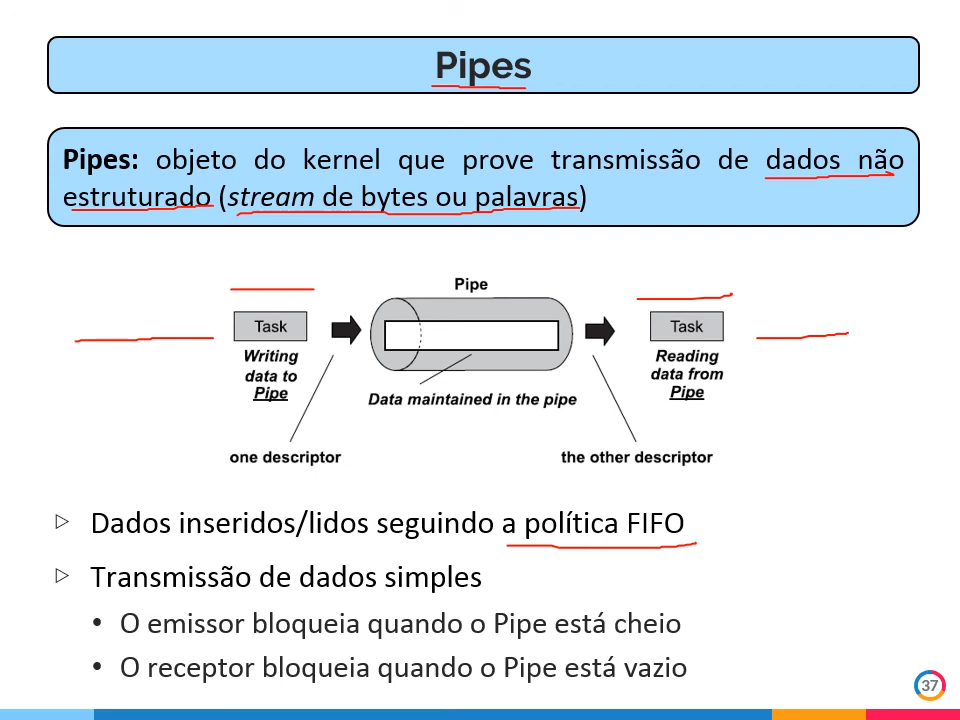 Pipes
Pipes: objeto do kernel que prove transmissão de dados não
estruturado (stream de bytes ou palavras)
Pipe
Task
Task
Writing
data to
Pipe
Reading
data from
Pipe
Data maintained in the pipe
one descriptor
the other descriptor
Dados inseridos/lidos seguindo a política FIFO
Transmissão de dados simples
• O emissor bloqueia quando o Pipe está cheio
• O receptor bloqueia quando o Pipe está vazio
37